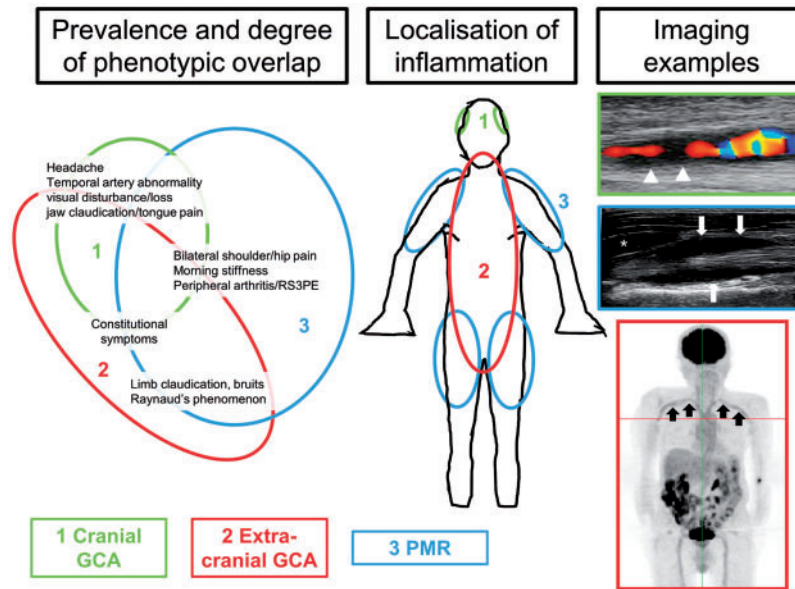 Prevalence and degree
of phenotypic overlap
Localisation of
inflammation
Imaging
examples
Headache
Temporal artery abnormality
visual disturbance/loss
jaw claudication/tongue pain
1
Bilateral shoulder/hip pain
Morning stiffness
Peripheral arthritis/RS3PE
3
Constitutional
symptoms
2
Limb claudication, bruits
Raynaud's phenomenon
1
3
2
*
1 Cranial
GCA
2 Extra-
cranial GCA
3 PMR